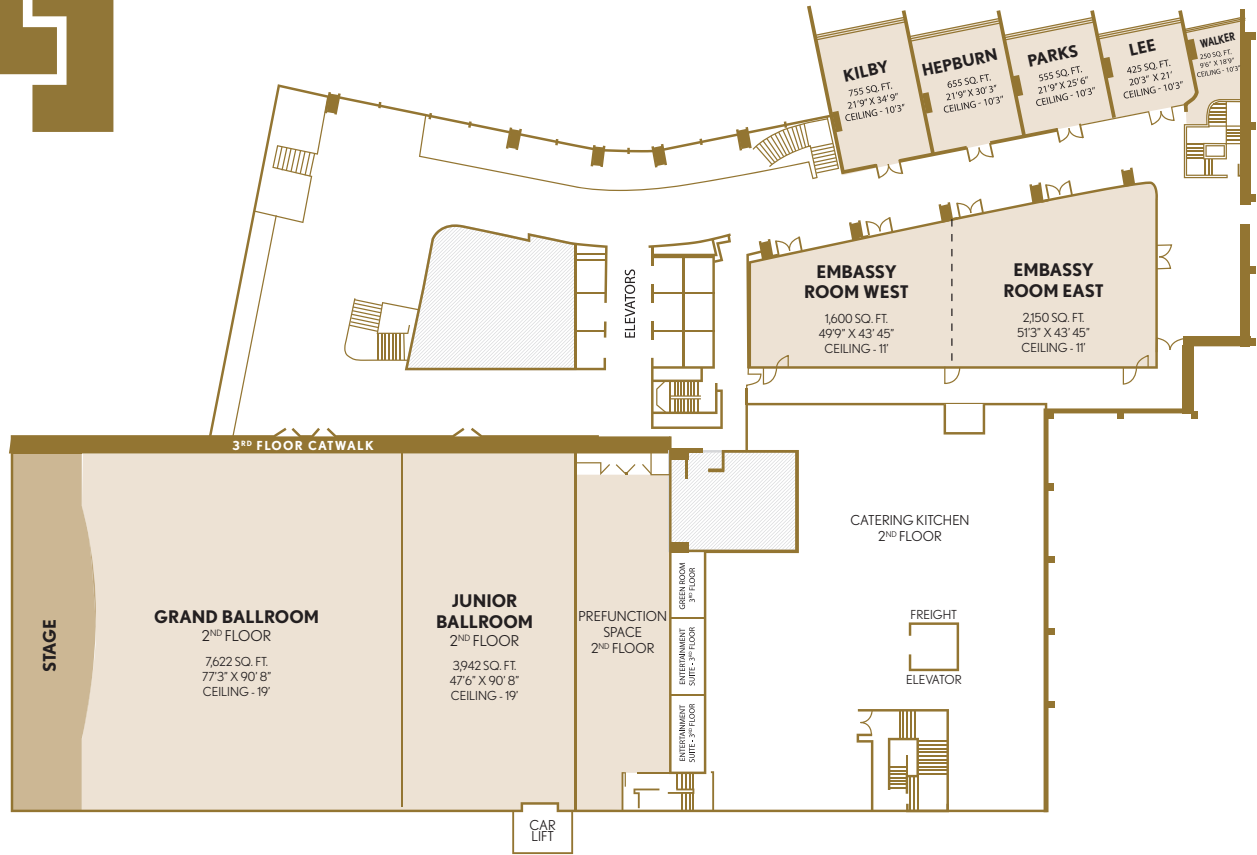 KILBY
755 SQ. FT.
21'9" X 34' 9"
CEILING - 10'3"
HEPBURN
655 SQ. FT.
21'9" X 30' 3"
CEILING - 10'3"
PARKS
555 SQ. FT.
21'9" X 25' 6"
CEILING - 10'3"
LEE
425 SQ. FT.
20'3" X 21'
CEILING - 10'3"
WALKER
250 SQ. FT.
9'6" X 18'9"
CEILING - 10'3"
ELEVATORS
EMBASSY
ROOM WEST
1,600 SQ. FT.
49'9" X 43' 45"
CEILING - 11'
EMBASSY
ROOM EAST
2,150 SQ. FT.
51'3" X 43' 45"
CEILING - 11'
3RD FLOOR CATWALK
STAGE
GRAND BALLROOM
2ND FLOOR
7,622 SQ. FT.
77'3" X 90' 8"
CEILING - 19'
JUNIOR
BALLROOM
2ND FLOOR
3,942 SQ. FT.
47'6" X 90' 8"
CEILING - 19'
PREFUNCTION
SPACE
2ND FLOOR
GREEN ROOM
3RD FLOOR
ENTERTAINMENT
SUITE - 3RD FLOOR
ENTERTAINMENT
SUITE - 3RD FLOOR
CATERING KITCHEN
2ND FLOOR
FREIGHT
ELEVATOR
CAR
LIFT